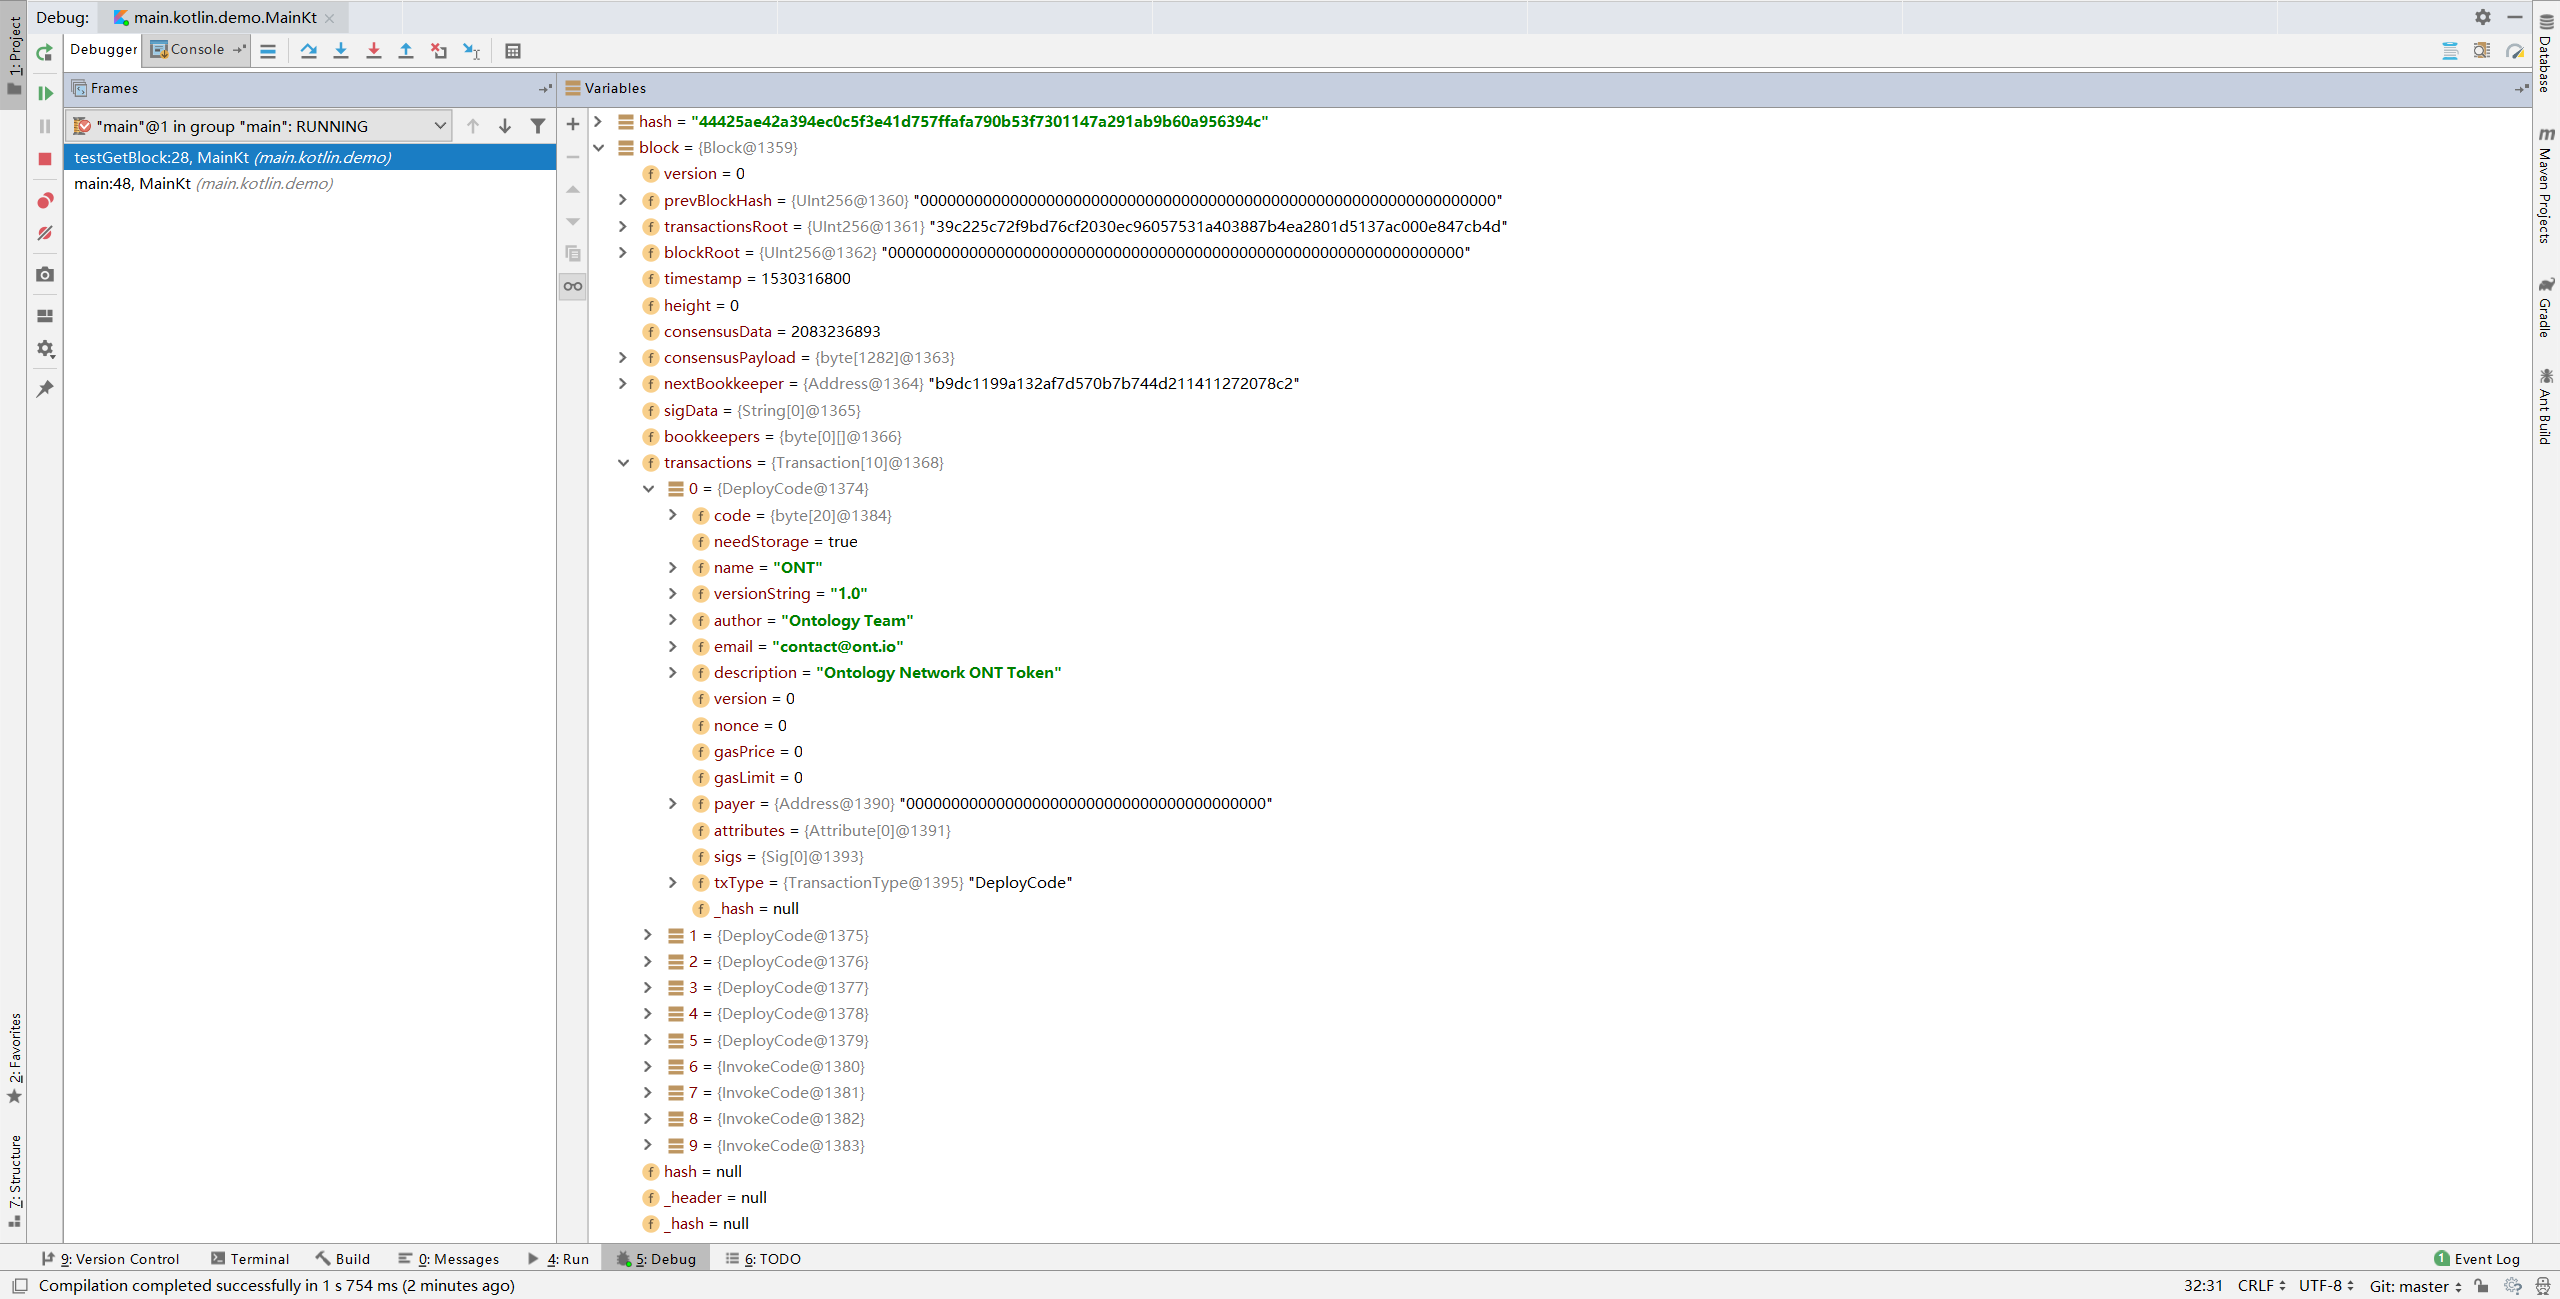 Debug: main.kotlin.demo.MainKt
Debugger Console
Frames
Variables
"main"@1 in group "main": RUNNING
testGetBlock:28, MainKt (main.kotlin.demo)
main:48, MainKt (main.kotlin.demo)
hash = "44425ae42a394ec0c5f3e41d757ffafa790b53f7301147a291ab9b60a956394c"
block = {Block@1359}
f version = 0
f prevBlockHash = {UInt256@1360} "0000000000000000000000000000000000000000000000000000000000000000"
f transactionsRoot = {UInt256@1361} "39c225c72f9bd76cf2030ec96057531a403887b4ea2801d5137ac000e847cb4d"
f blockRoot = {UInt256@1362} "0000000000000000000000000000000000000000000000000000000000000000"
f timestamp = 1530316800
f height = 0
f consensusData = 2083236893
f consensusPayload = {byte[1282]@1363}
f nextBookkeeper = {Address@1364} "b9dc1199a132af7d570b7b744d211411272078c2"
f sigData = {String[0]@1365}
f bookkeepers = {byte[0][]@1366}
f transactions = {Transaction[10]@1368}
0 = {DeployCode@1374}
f code = {byte[20]@1384}
f needStorage = true
f name = "ONT"
f versionString = "1.0"
f author = "Ontology Team"
f email = "contact@ont.io"
f description = "Ontology Network ONT Token"
f version = 0
f nonce = 0
f gasPrice = 0
f gasLimit = 0
f payer = {Address@1390} "0000000000000000000000000000000000000000"
f attributes = {Attribute[0]@1391}
f sigs = {Sig[0]@1393}
f txType = {TransactionType@1395} "DeployCode"
f _hash = null
1 = {DeployCode@1375}
2 = {DeployCode@1376}
3 = {DeployCode@1377}
4 = {DeployCode@1378}
5 = {DeployCode@1379}
6 = {InvokeCode@1380}
7 = {InvokeCode@1381}
8 = {InvokeCode@1382}
9 = {InvokeCode@1383}
f hash = null
f _header = null
f _hash = null
1: Project
2: Favorites
7: Structure
Database
m Maven Projects
Gradle
Ant Build
9: Version Control Terminal Build 0: Messages 4: Run 5: Debug 6: TODO 1 Event Log
Compilation completed successfully in 1 s 754 ms (2 minutes ago) 32:31 CRLF UTF-8 Git: master